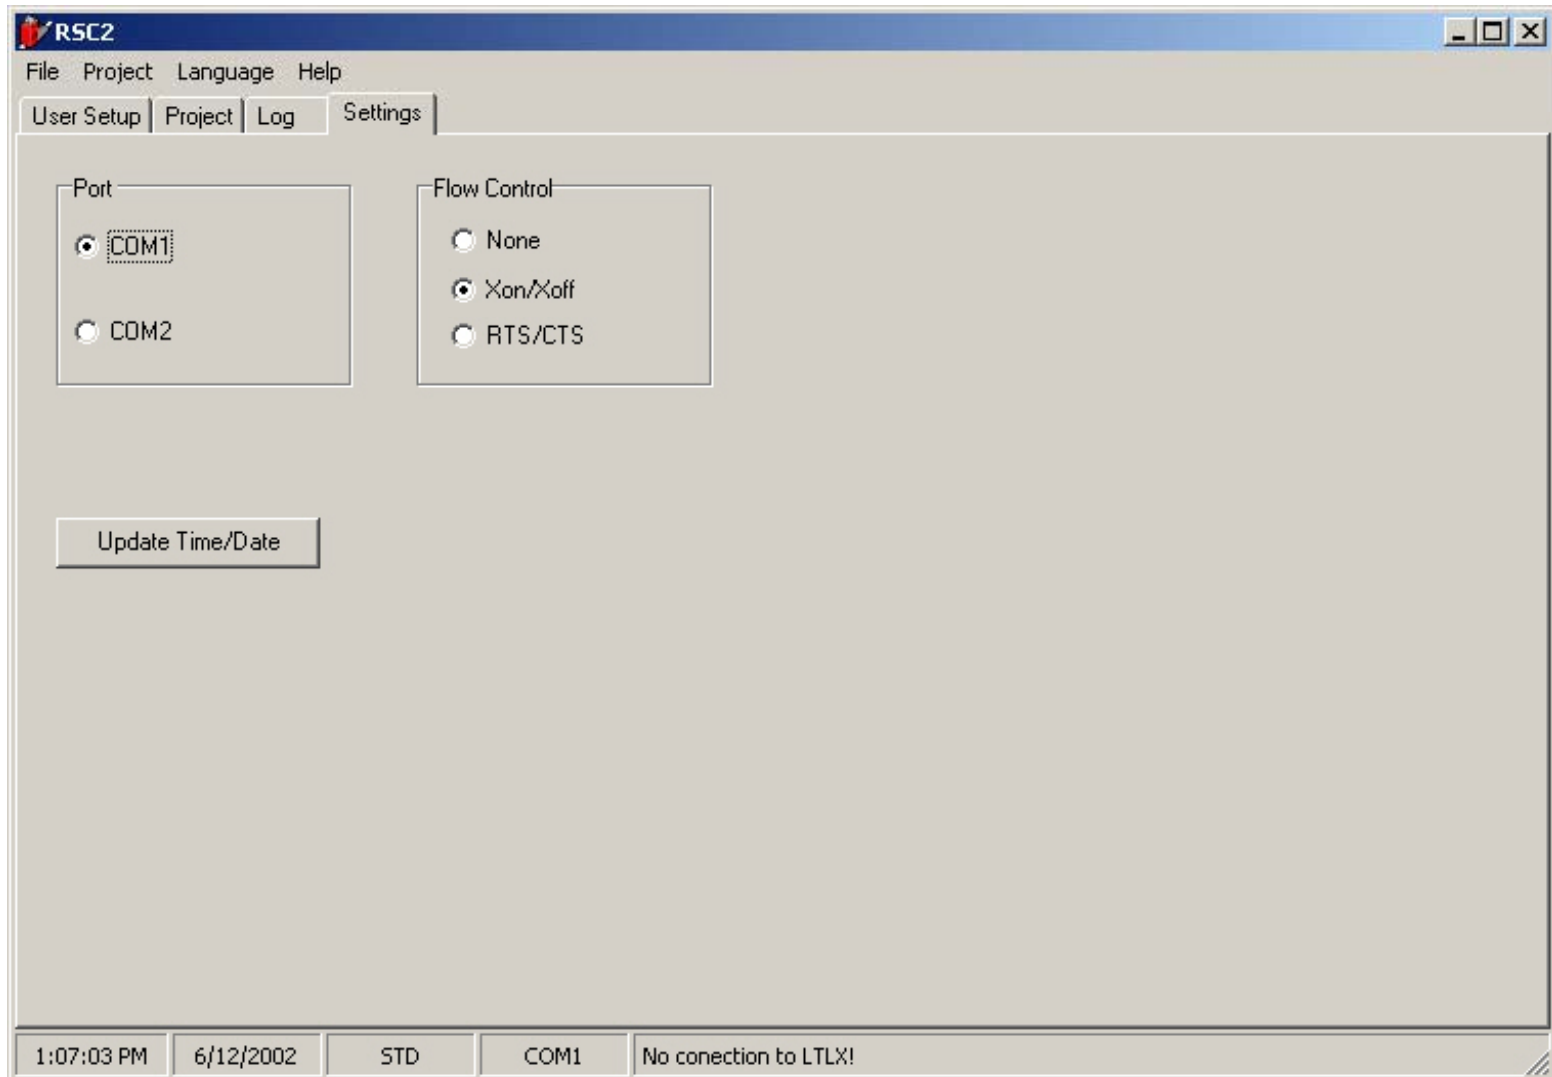 RSC2
File Project Language Help
User Setup Project Log Settings
Port
COM1
COM2
Flow Control
None
Xon/Xoff
RTS/CTS
Update Time/Date
1:07:03 PM 6/12/2002 STD COM1 No conection to LTLX!